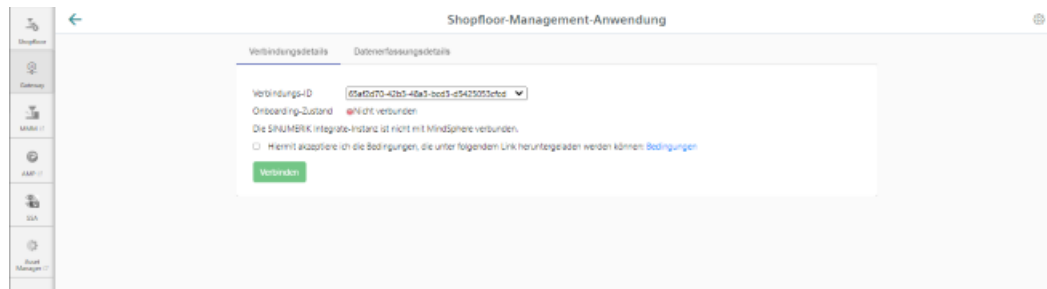 Shopfloor-Management-Anwendung
Shopfloor
Gateway
AMP
SSA
Asset
Manager
Verbindungsdetails Datenerfassungsdetails
Verbindungs-ID
Onboarding-Zustand Nicht verbunden
Die SINUMERIK Integrate-Instanz ist nicht mit MindSphere verbunden.
Hiermit akzeptiere ich die Bedingungen, die unter folgendem Link heruntergeladen werden können: Bedingungen
Verbinden